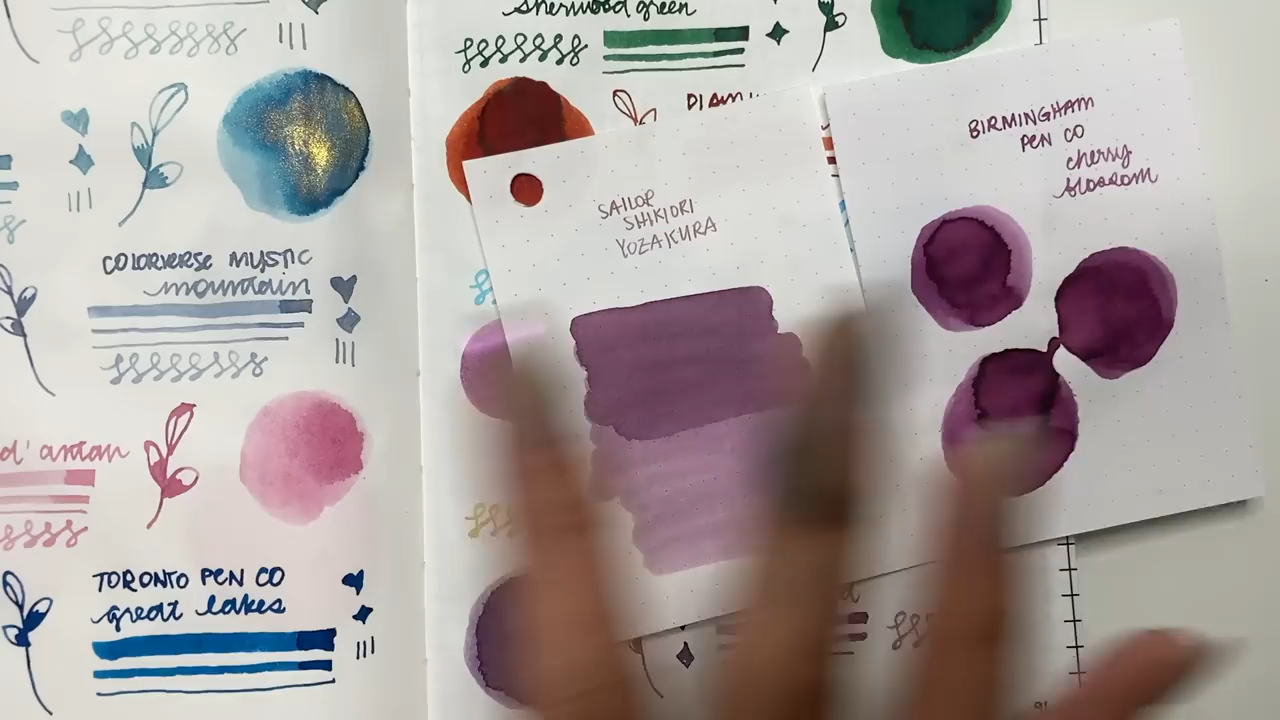 COLORVERSE MYSTIC
mountain
d'antan
TORONTO PEN CO
great lakes
Sherwood green
SAILOR
SHIKIORI
YOZAKURA
BIRMINGHAM
PEN CO
cherry
blossom